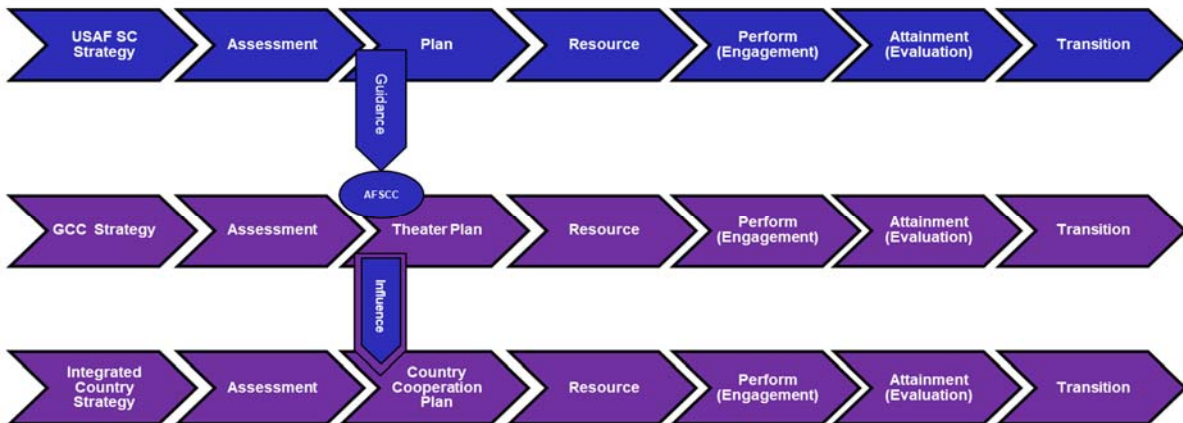 USAF SC
Strategy
Assessment
Plan
Resource
Perform
(Engagement)
Attainment
(Evaluation)
Transition
Guidance
AFSCC
GCC Strategy
Assessment
Theater Plan
Resource
Perform
(Engagement)
Attainment
(Evaluation)
Transition
Influence
Integrated
Country
Strategy
Assessment
Country
Cooperation
Plan
Resource
Perform
(Engagement)
Attainment
(Evaluation)
Transition